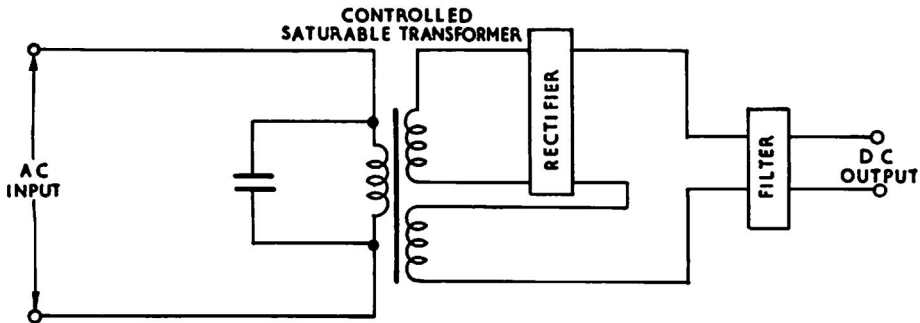 CONTROLLED
SATURABLE TRANSFORMER
RECTIFIER
FILTER
AC
INPUT
DC
OUTPUT